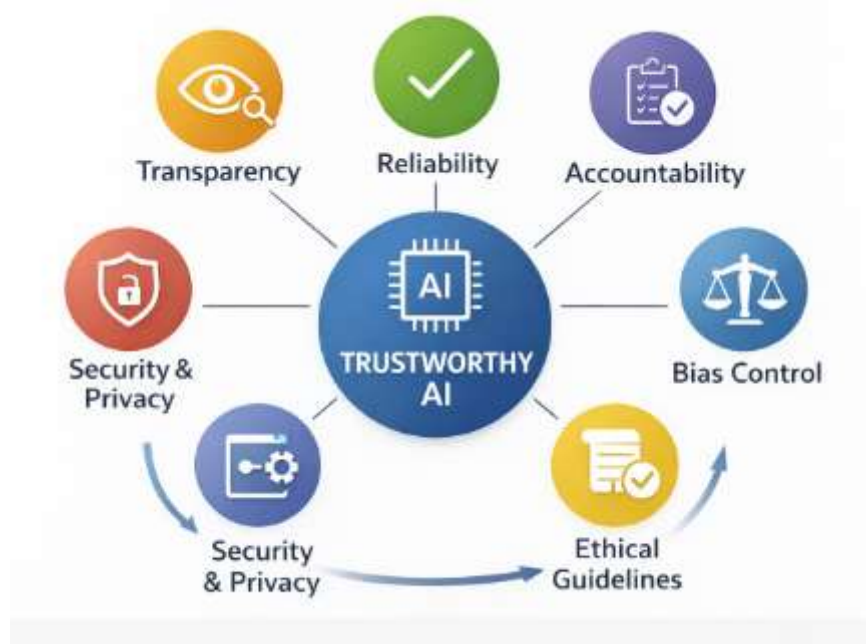 Transparency
Reliability
Accountability
AI
TRUSTWORTHY
AI
Security &
Privacy
Bias Control
Security
& Privacy
Ethical
Guidelines